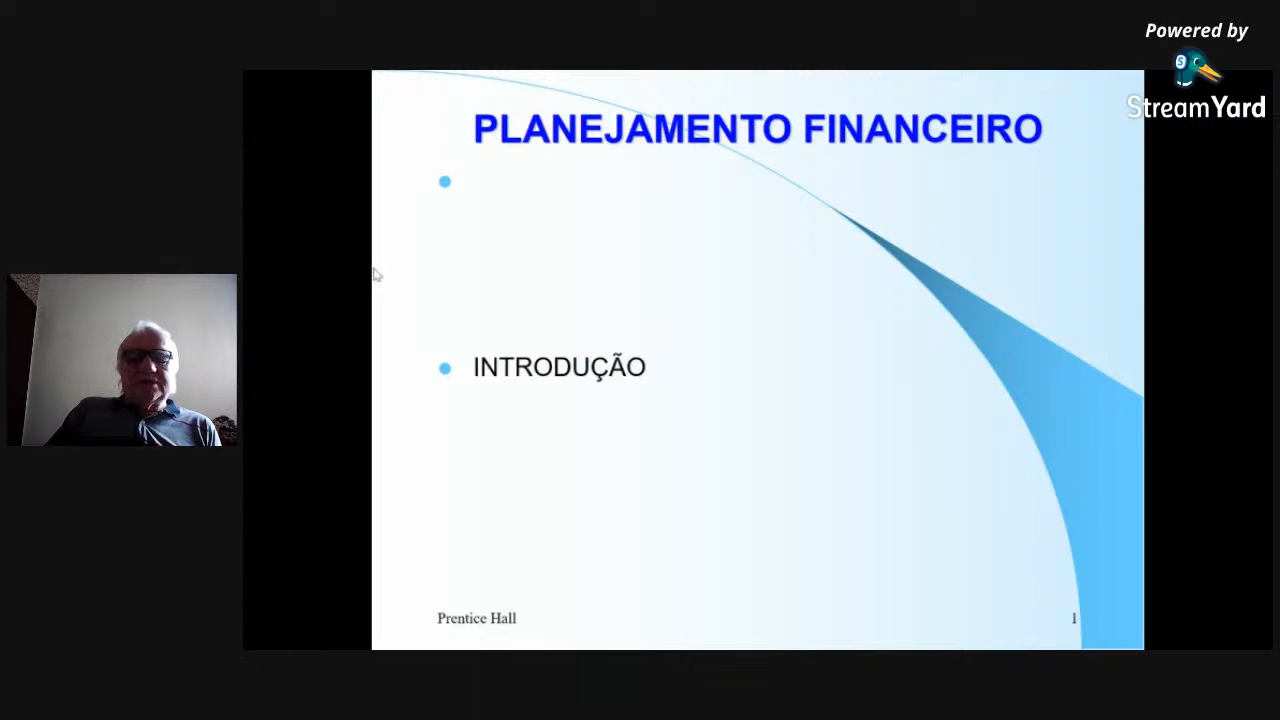 Powered by
StreamYard
PLANEJAMENTO FINANCEIRO
INTRODUÇÃO
Prentice Hall
1